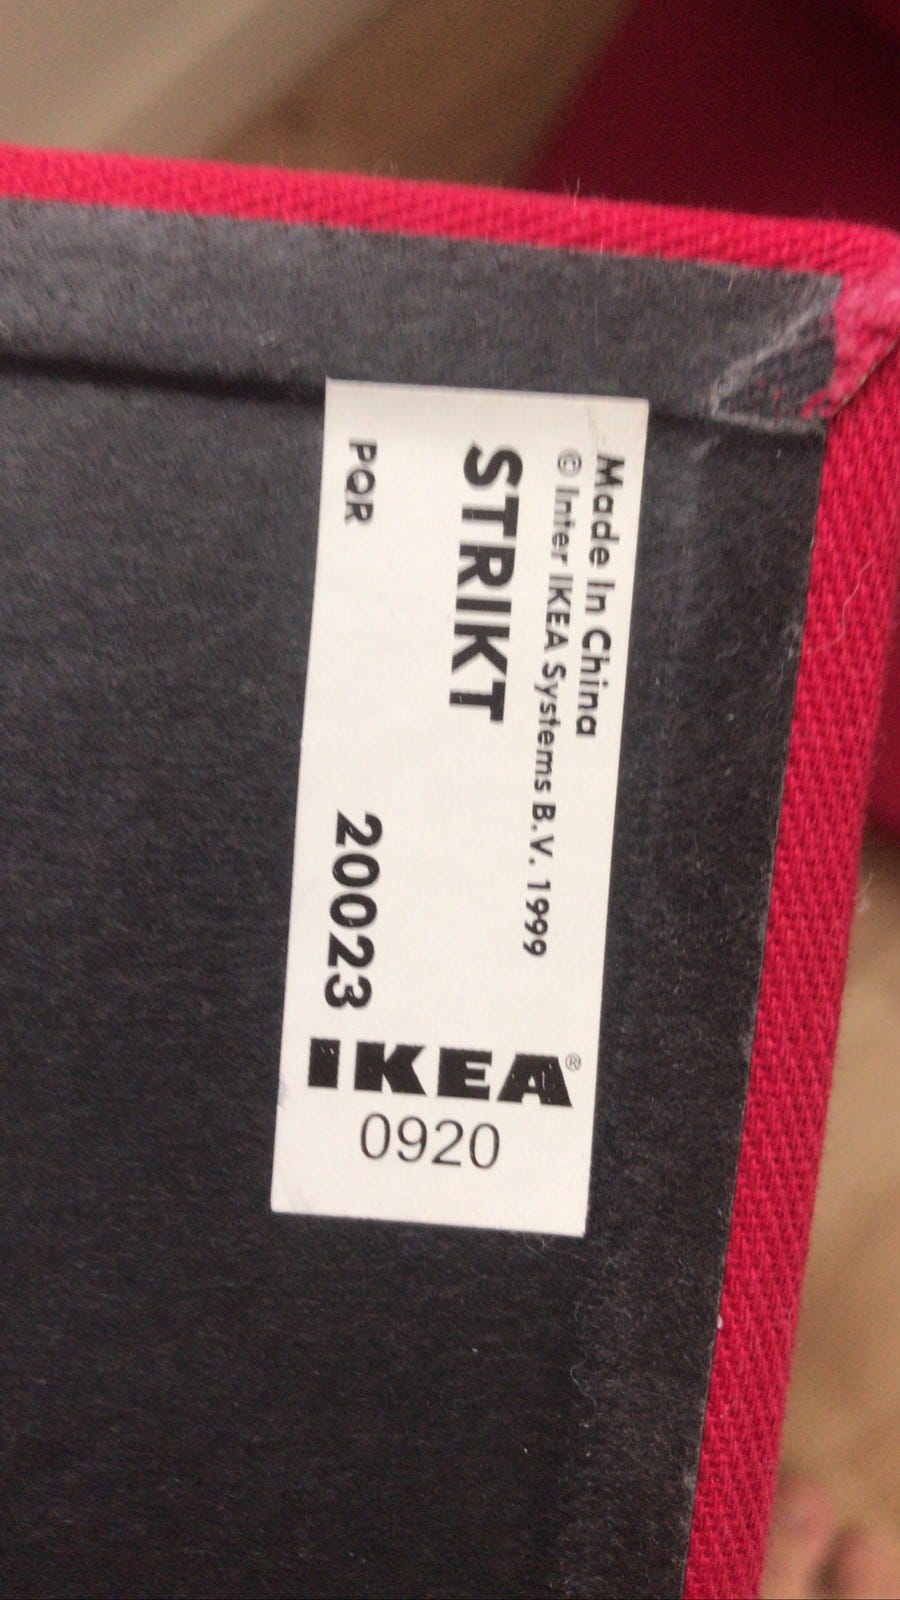 Made In China
© Inter IKEA Systems B.V. 1999
STRIKT
PQR
20023
IKEA®
0920